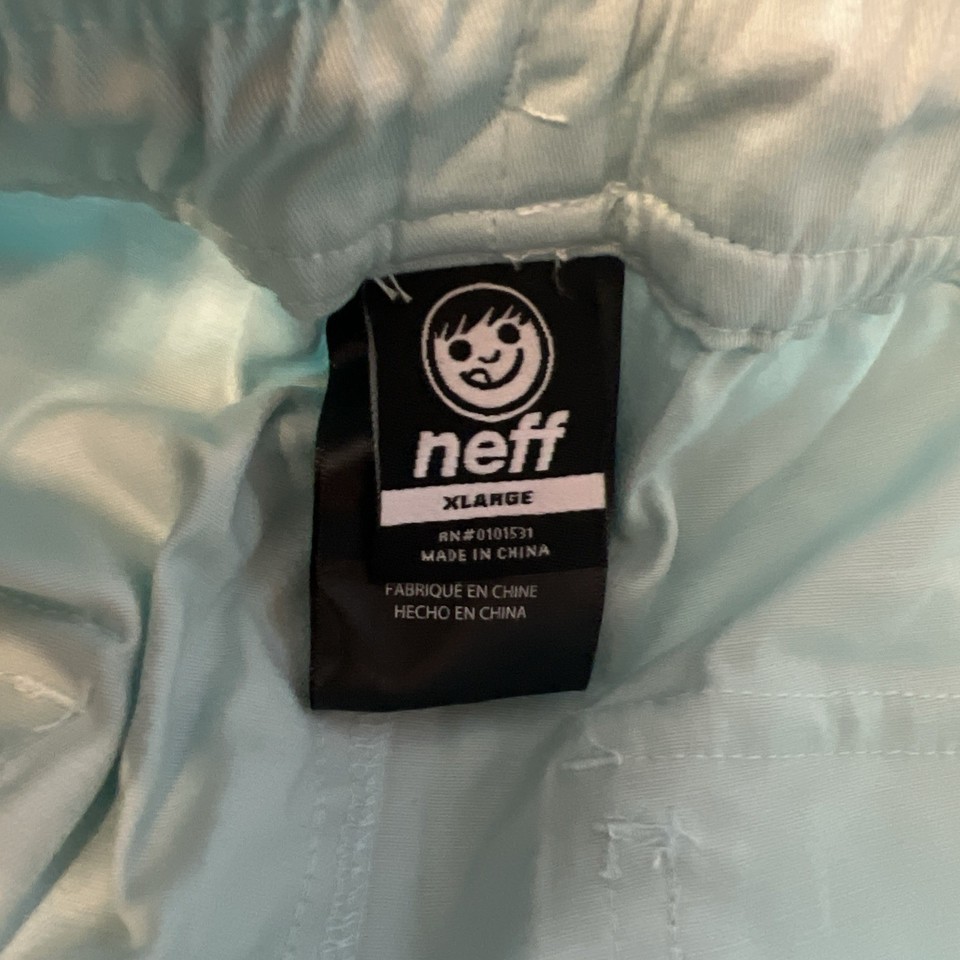 neff
XLARGE
RN#0101531
MADE IN CHINA
FABRIQUÉ EN CHINE
HECHO EN CHINA